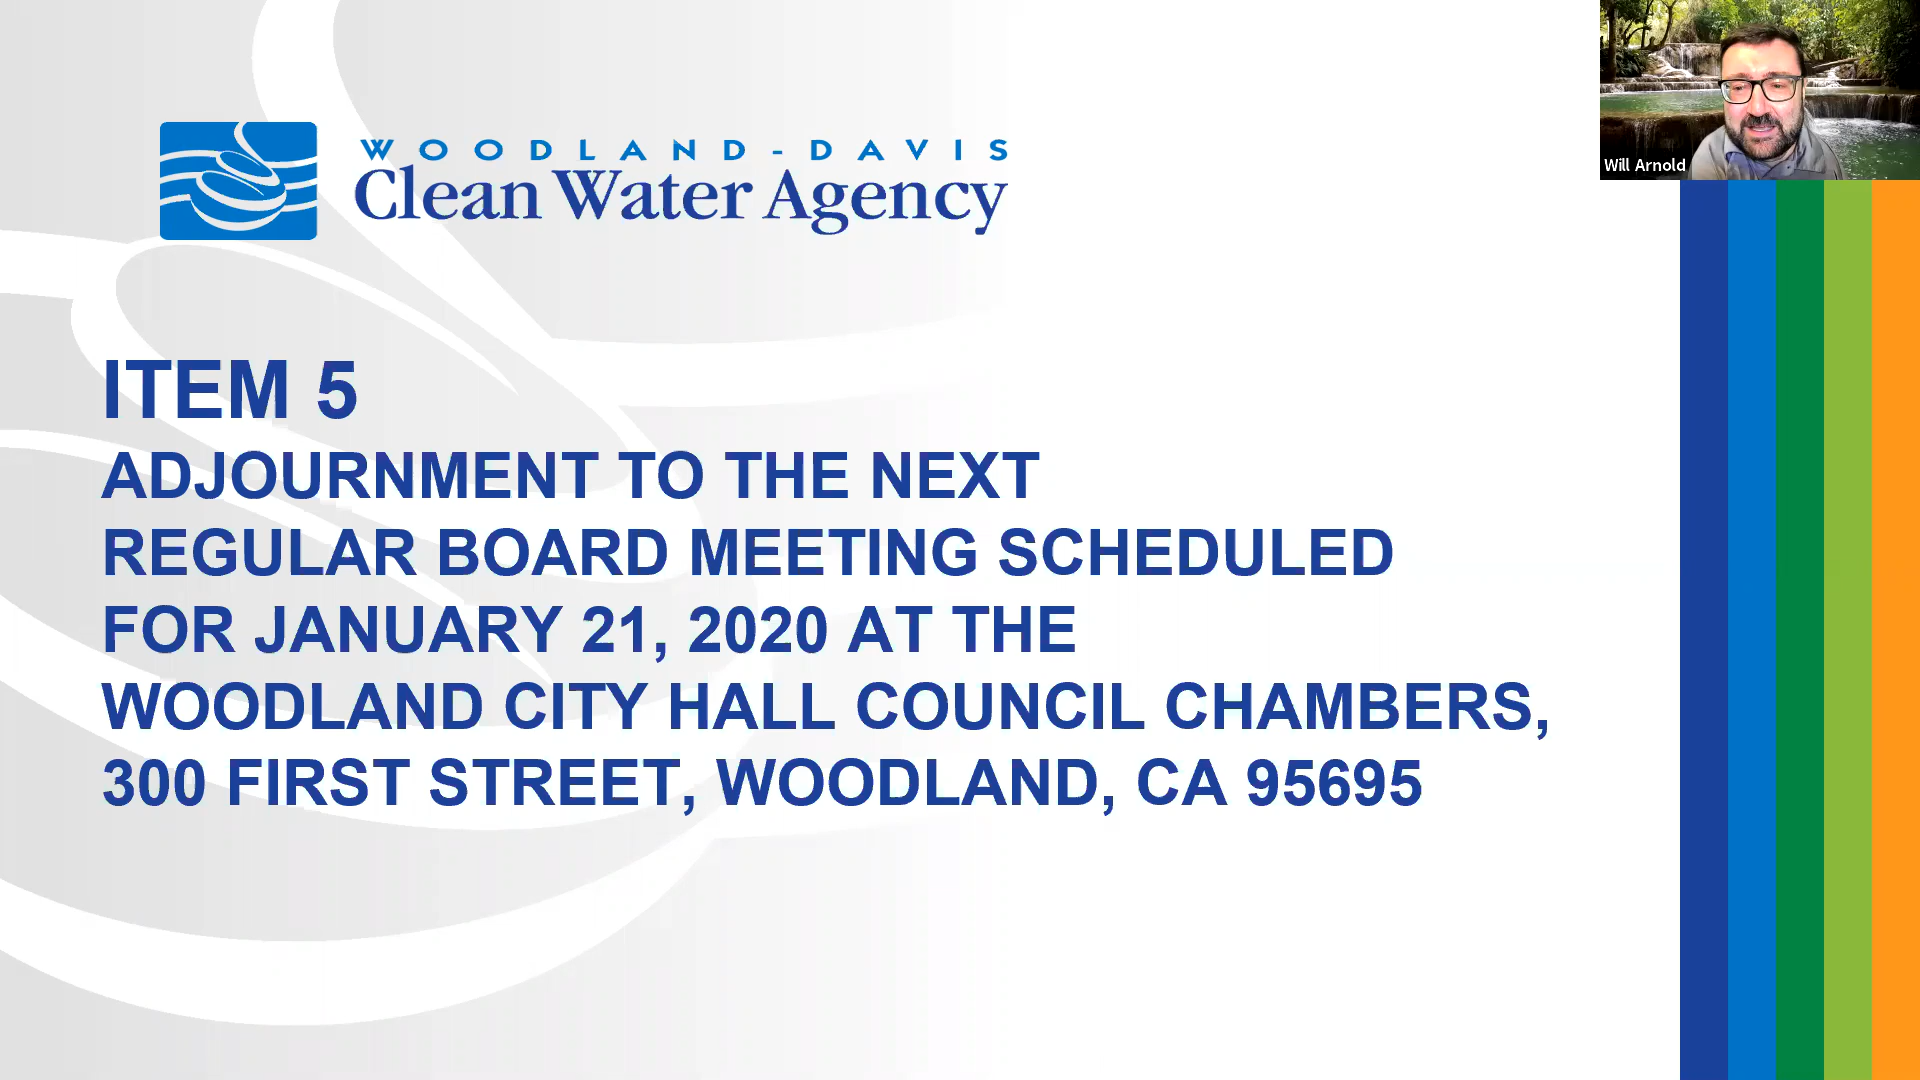 WOODLAND-DAVIS
Clean Water Agency
Will Arnold
ITEM 5
ADJOURNMENT TO THE NEXT
REGULAR BOARD MEETING SCHEDULED
FOR JANUARY 21, 2020 AT THE
WOODLAND CITY HALL COUNCIL CHAMBERS,
300 FIRST STREET, WOODLAND, CA 95695